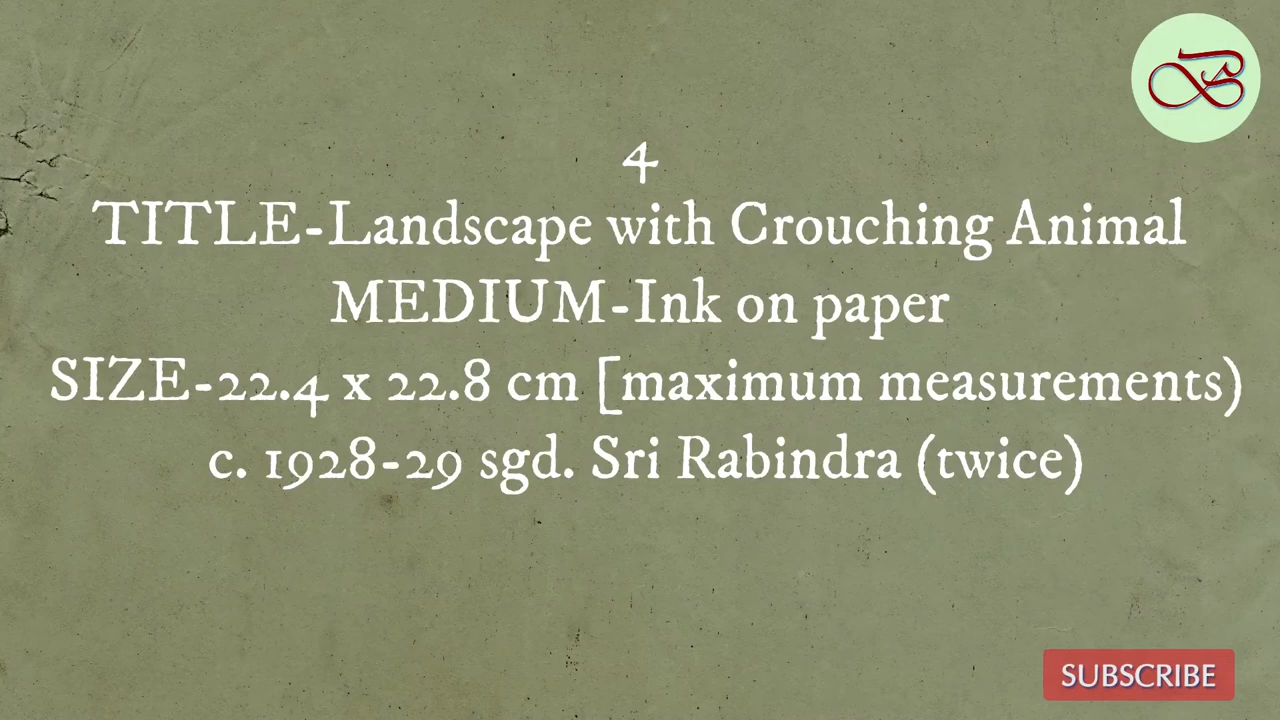 4
TITLE-Landscape with Crouching Animal
MEDIUM-Ink on paper
SIZE-22.4 x 22.8 cm [maximum measurements)
c. 1928-29 sgd. Sri Rabindra (twice)
SUBSCRIBE